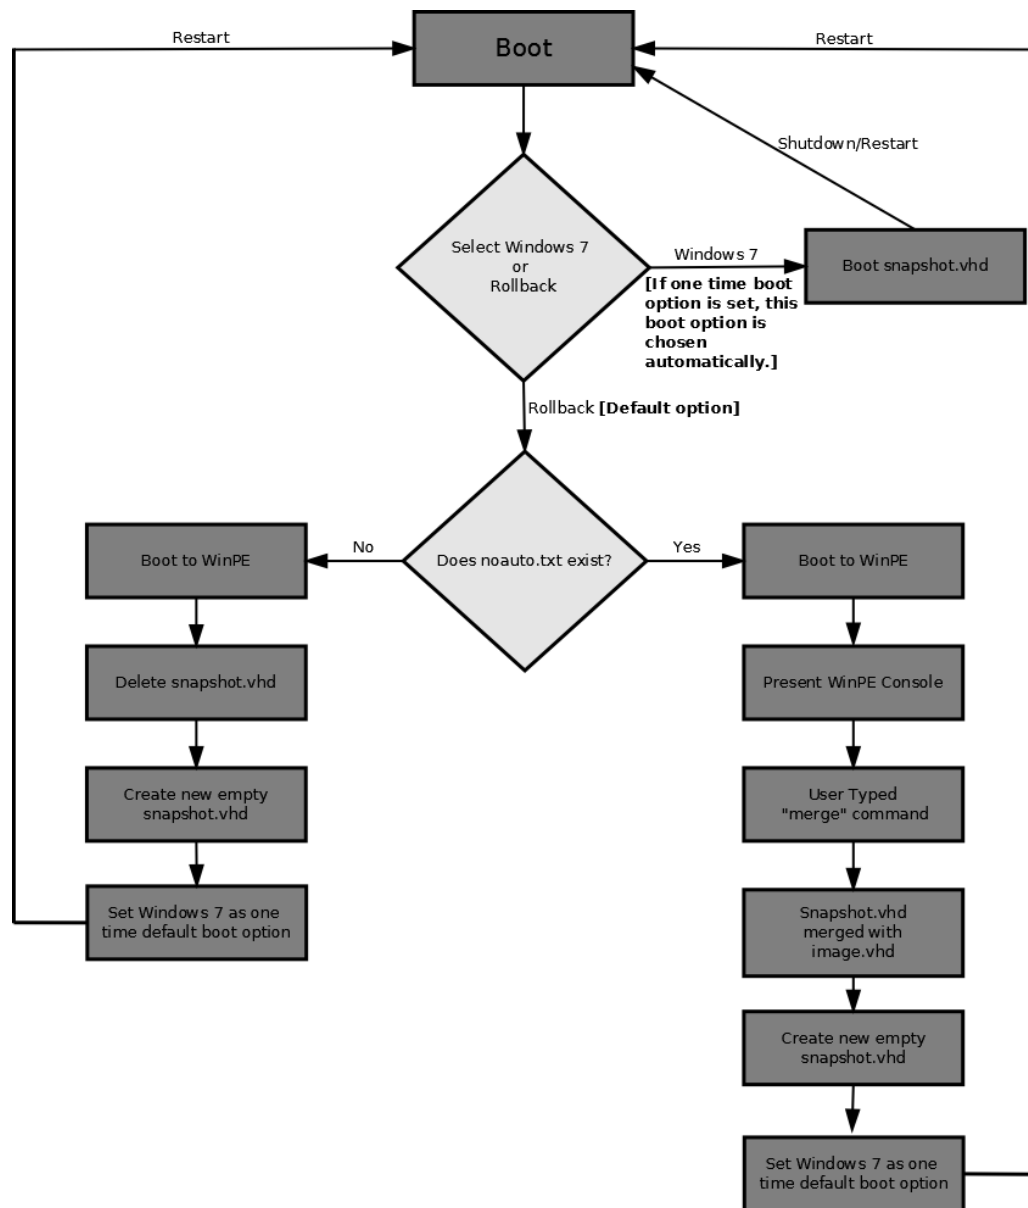 Restart
Boot
Restart
Shutdown/Restart
Select Windows 7
or
Rollback
Windows 7
[If one time boot
option is set, this
boot option is
chosen
automatically.]
Boot snapshot.vhd
Rollback [Default option]
Does noauto.txt exist?
No
Yes
Boot to WinPE
Delete snapshot.vhd
Create new empty
snapshot.vhd
Set Windows 7 as one
time default boot option
Boot to WinPE
Present WinPE Console
User Typed
"merge" command
Snapshot.vhd
merged with
image.vhd
Create new empty
snapshot.vhd
Set Windows 7 as one
time default boot option